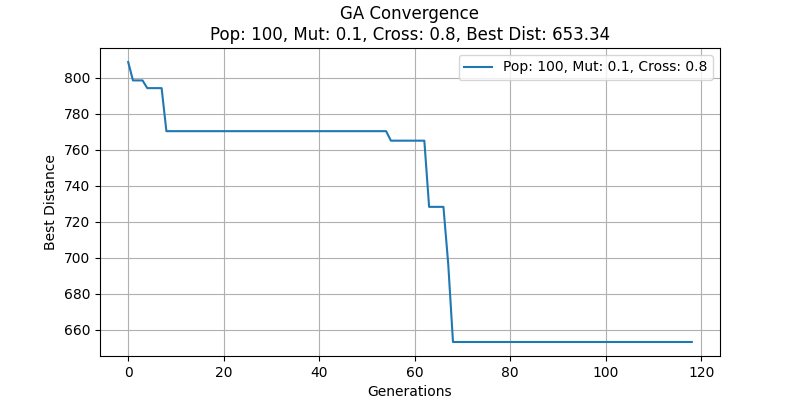 GA Convergence
Pop: 100, Mut: 0.1, Cross: 0.8, Best Dist: 653.34
Pop: 100, Mut: 0.1, Cross: 0.8
800
780
760
740
720
700
680
660
Best Distance
0 20 40 60 80 100 120
Generations